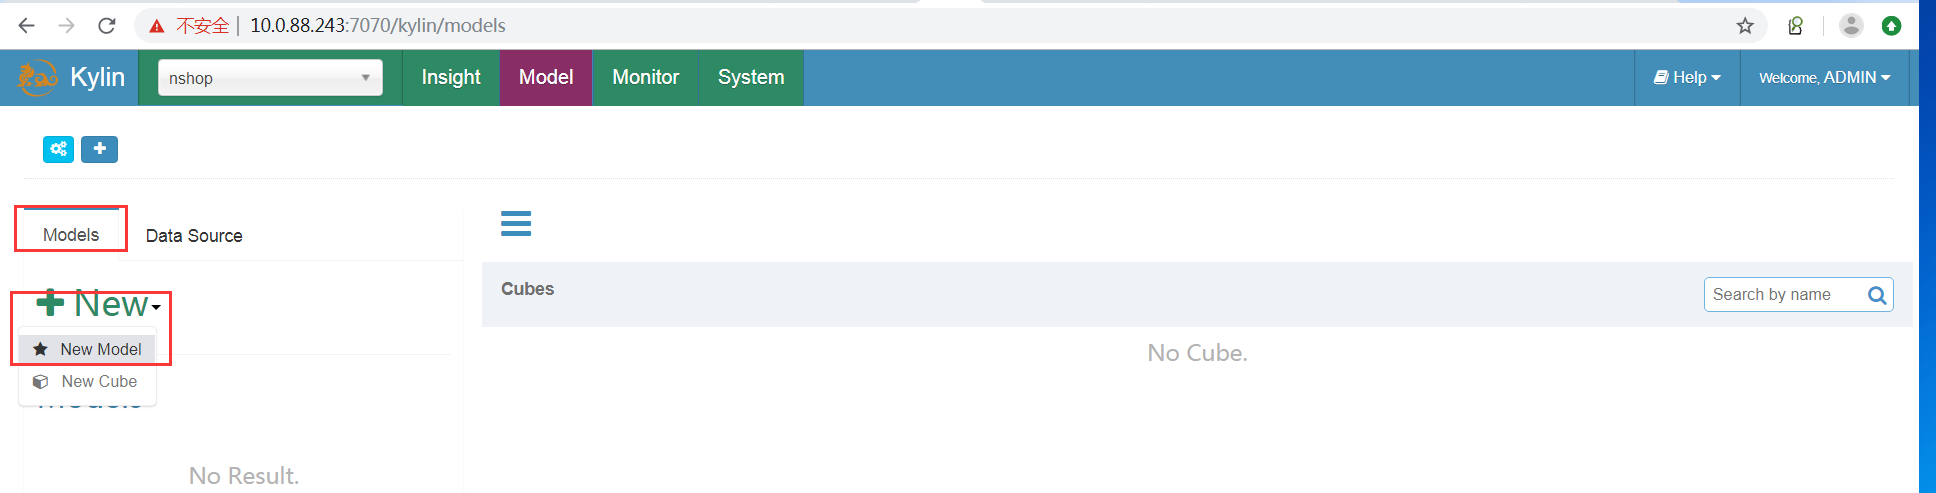 不安全 10.0.88.243:7070/kylin/models
Kylin nshop Insight Model Monitor System Help Welcome, ADMIN
Models Data Source
New
Cubes Search by name
New Model
No Cube.
New Cube
Models
No Result.